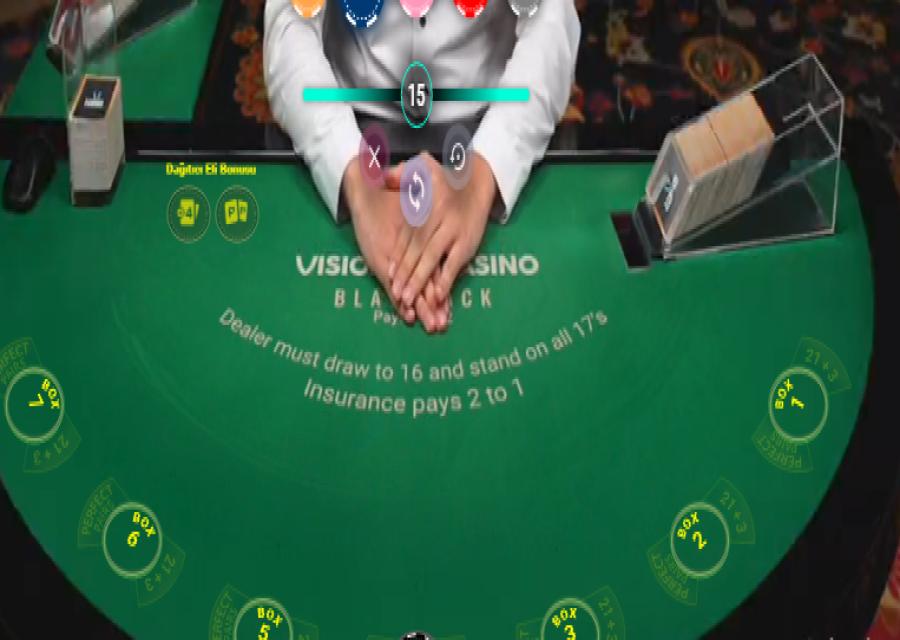 15
Dağıtıcı Eli Bonusu
VISIO ASINO
BLA CK
Pay
Dealer must draw to 16 and stand on all 17's
Insurance pays 2 to 1
PERFECT PAIRS
BOX 7
21+3
21+3
BOX 1
PERFECT PAIRS
PERFECT PAIRS
BOX 6
21+3
21+3
BOX 2
PERFECT PAIRS
BOX 5
BOX 3
21+3